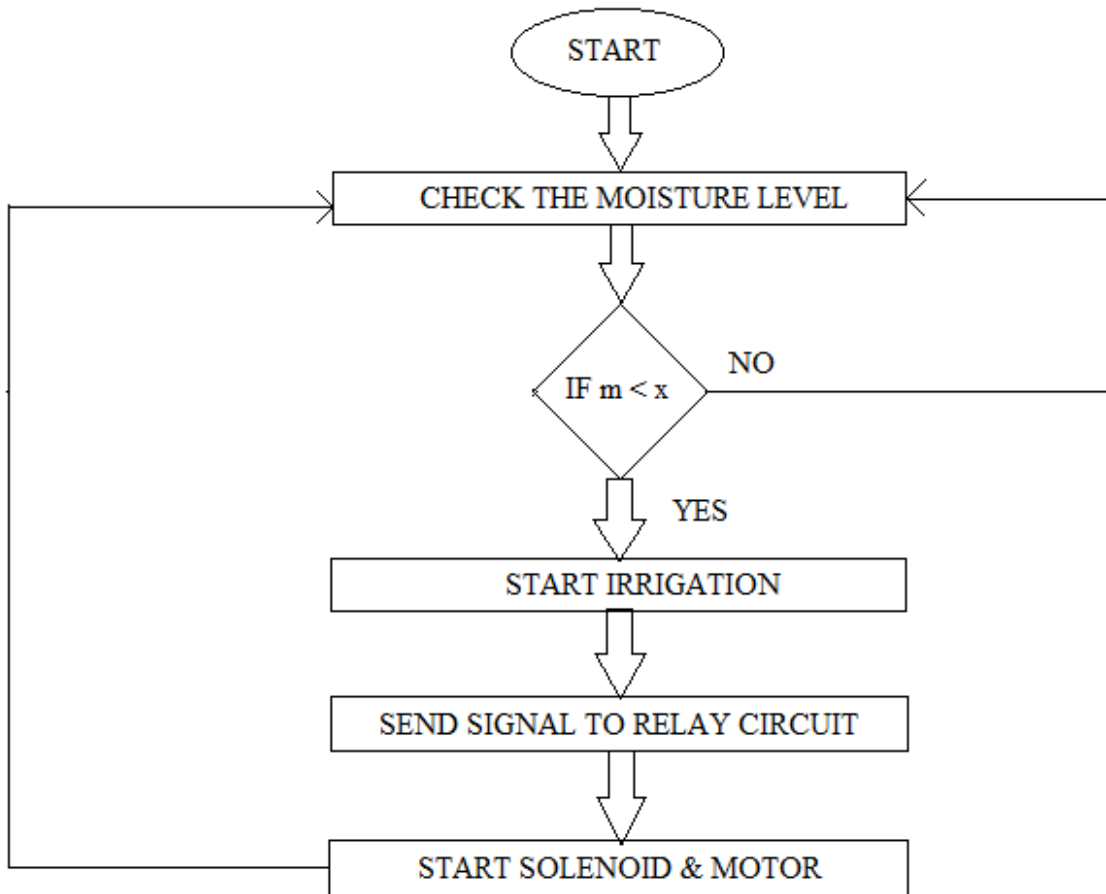 START
CHECK THE MOISTURE LEVEL
IF m < x
NO
YES
START IRRIGATION
SEND SIGNAL TO RELAY CIRCUIT
START SOLENOID & MOTOR